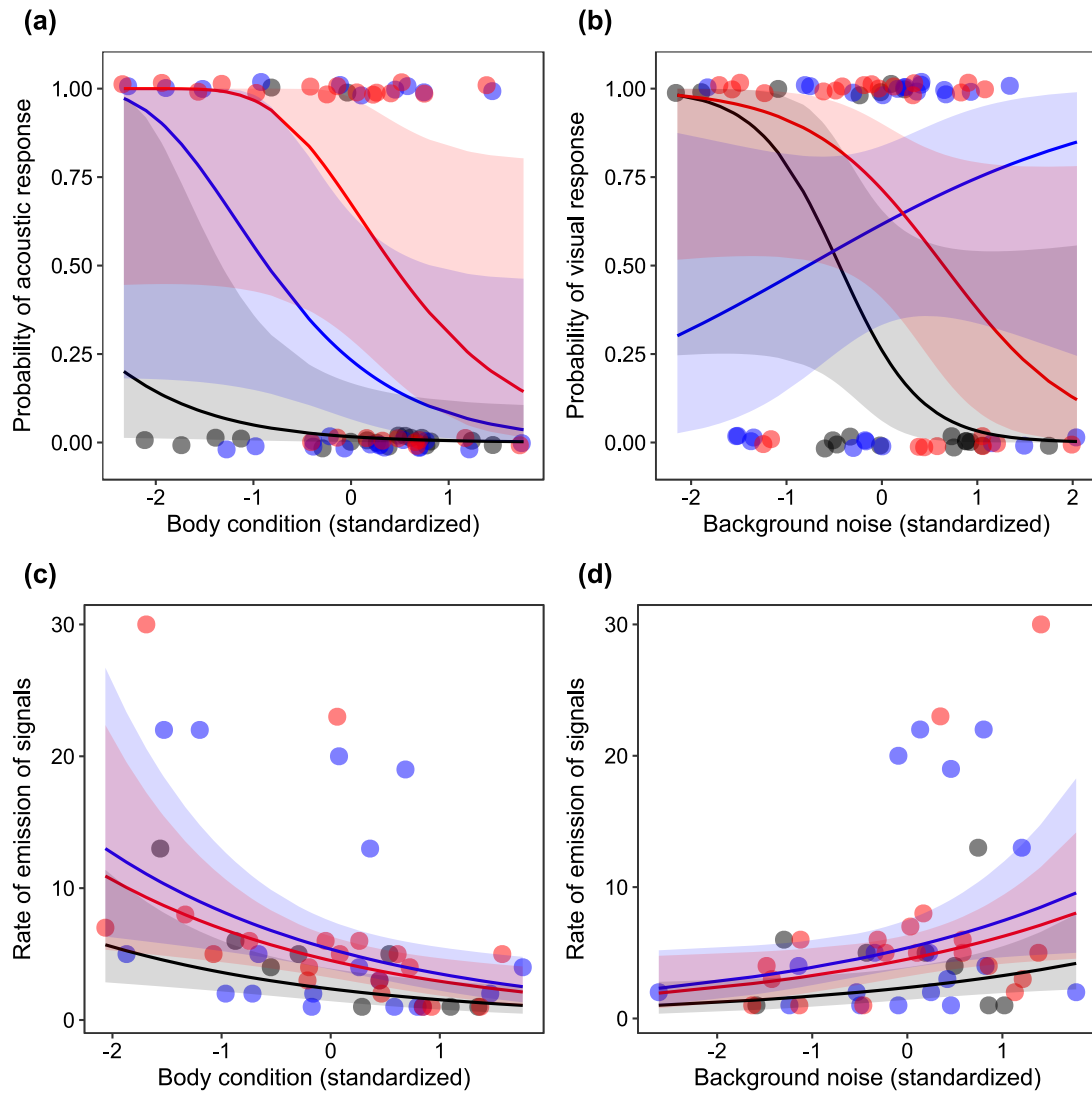 (a)
(b)
1.00
0.75
0.50
0.25
0.00
Probability of acoustic response
-2 -1 0 1
Body condition (standardized)
1.00
0.75
0.50
0.25
0.00
Probability of visual response
-2 -1 0 1 2
Background noise (standardized)
(c)
(d)
30
20
10
0
Rate of emission of signals
-2 -1 0 1
Body condition (standardized)
30
20
10
0
Rate of emission of signals
-2 -1 0 1
Background noise (standardized)